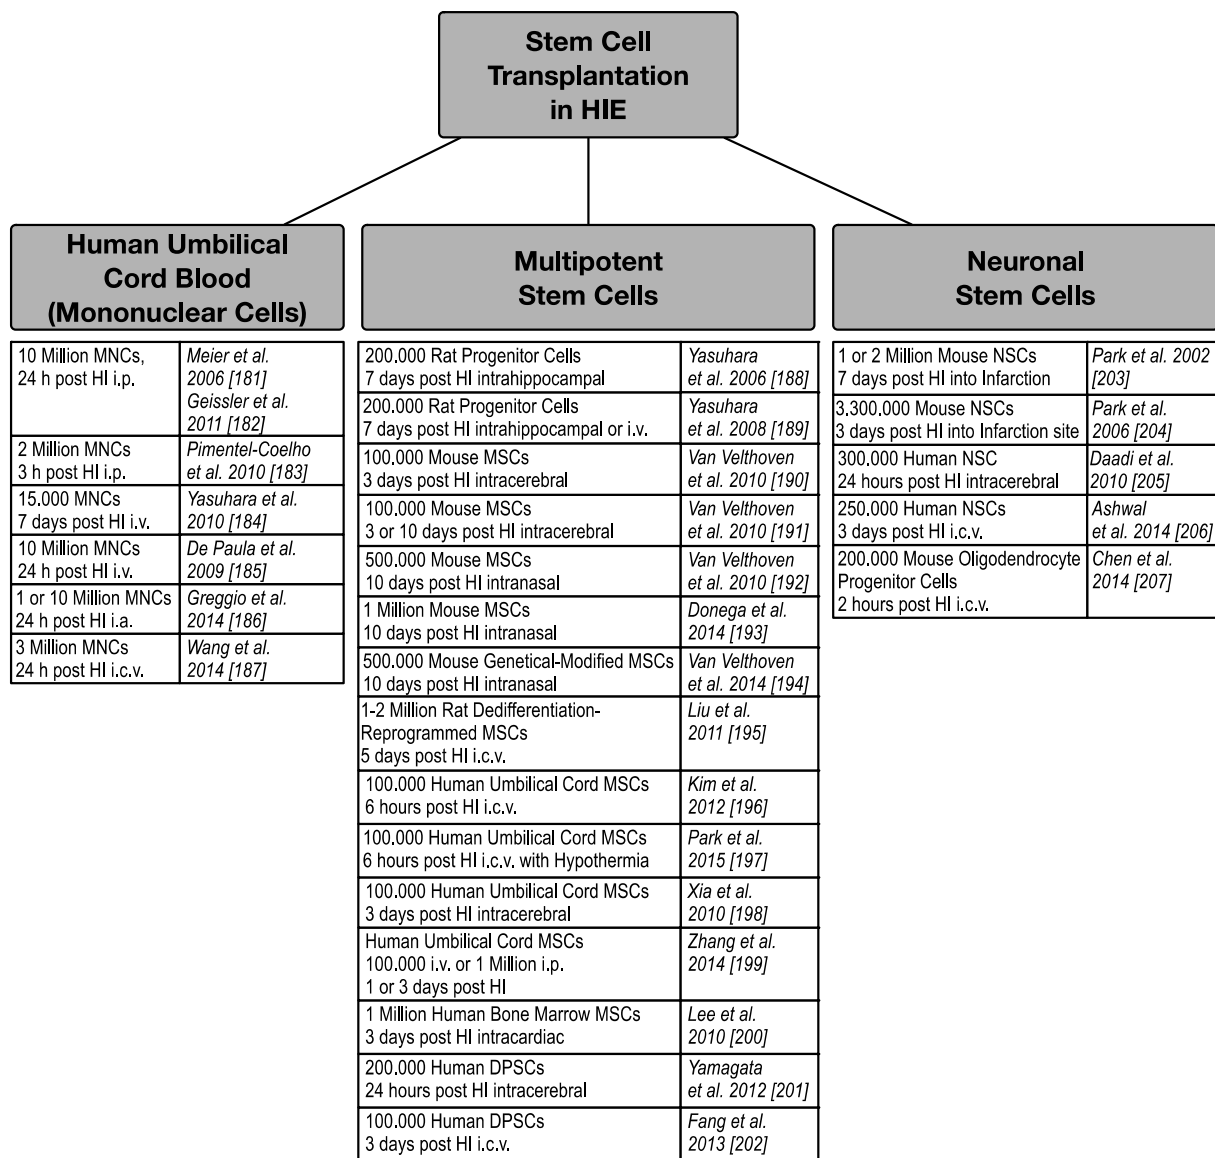 Stem Cell
Transplantation
in HIE
Human Umbilical
Cord Blood
(Mononuclear Cells)
10 Million MNCs,
24 h post HI i.p.
Meier et al.
2006 [181]
Geissler et al.
2011 [182]
2 Million MNCs
3 h post HI i.p.
Pimentel-Coelho
et al. 2010 [183]
15.000 MNCs
7 days post HI i.v.
Yasuhara et al.
2010 [184]
10 Million MNCs
24 h post HI i.v.
De Paula et al.
2009 [185]
1 or 10 Million MNCs
24 h post HI i.a.
Greggio et al.
2014 [186]
3 Million MNCs
24 h post HI i.c.v.
Wang et al.
2014 [187]
Multipotent
Stem Cells
200.000 Rat Progenitor Cells
7 days post HI intrahippocampal
Yasuhara
et al. 2006 [188]
200.000 Rat Progenitor Cells
7 days post HI intrahippocampal or i.v.
Yasuhara
et al. 2008 [189]
100.000 Mouse MSCs
3 days post HI intracerebral
Van Velthoven
et al. 2010 [190]
100.000 Mouse MSCs
3 or 10 days post HI intracerebral
Van Velthoven
et al. 2010 [191]
500.000 Mouse MSCs
10 days post HI intranasal
Van Velthoven
et al. 2010 [192]
1 Million Mouse MSCs
10 days post HI intranasal
Donega et al.
2014 [193]
500.000 Mouse Genetical-Modified MSCs
10 days post HI intranasal
Van Velthoven
et al. 2014 [194]
1-2 Million Rat Dedifferentiation-
Reprogrammed MSCs
5 days post HI i.c.v.
Liu et al.
2011 [195]
100.000 Human Umbilical Cord MSCs
6 hours post HI i.c.v.
Kim et al.
2012 [196]
100.000 Human Umbilical Cord MSCs
6 hours post HI i.c.v. with Hypothermia
Park et al.
2015 [197]
100.000 Human Umbilical Cord MSCs
3 days post HI intracerebral
Xia et al.
2010 [198]
Human Umbilical Cord MSCs
100.000 i.v. or 1 Million i.p.
1 or 3 days post HI
Zhang et al.
2014 [199]
1 Million Human Bone Marrow MSCs
3 days post HI intracardiac
Lee et al.
2010 [200]
200.000 Human DPSCs
24 hours post HI intracerebral
Yamagata
et al. 2012 [201]
100.000 Human DPSCs
3 days post HI i.c.v.
Fang et al.
2013 [202]
Neuronal
Stem Cells
1 or 2 Million Mouse NSCs
7 days post HI into Infarction
Park et al. 2002
[203]
3.300.000 Mouse NSCs
3 days post HI into Infarction site
Park et al.
2006 [204]
300.000 Human NSC
24 hours post HI intracerebral
Daadi et al.
2010 [205]
250.000 Human NSCs
3 days post HI i.c.v.
Ashwal
et al. 2014 [206]
200.000 Mouse Oligodendrocyte
Progenitor Cells
2 hours post HI i.c.v.
Chen et al.
2014 [207]